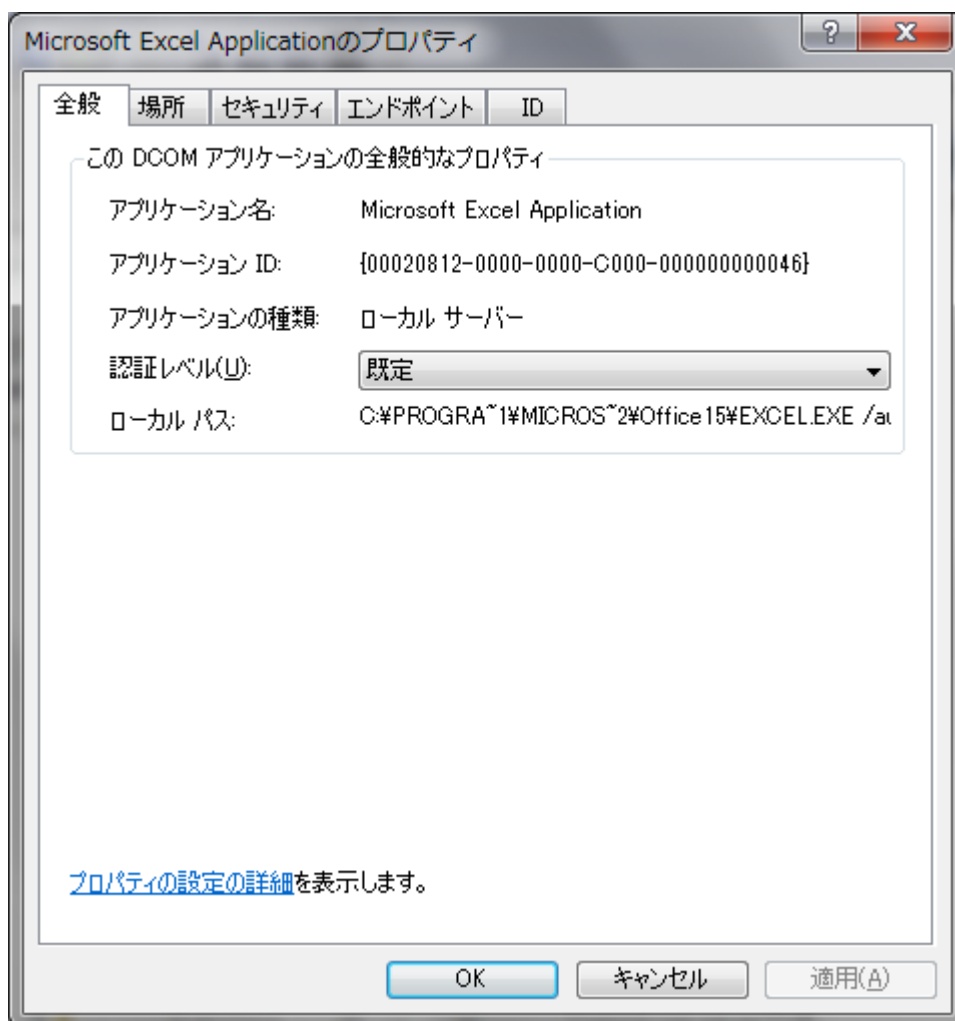 Microsoft Excel Applicationのプロパティ
全般 場所 セキュリティ エンドポイント ID
この DCOM アプリケーションの全般的なプロパティ
アプリケーション名: Microsoft Excel Application
アプリケーション ID: {00020812-0000-0000-C000-000000000046}
アプリケーションの種類: ローカル サーバー
認証レベル(U): 既定
ローカル パス: C:¥PROGRA~1¥MICROS~2¥Office15¥EXCEL.EXE /au
プロパティの設定の詳細を表示します。
OK キャンセル 適用(A)